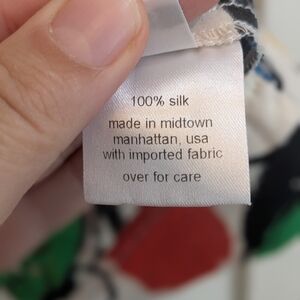 100% silk
made in midtown
manhattan, usa
with imported fabric
over for care